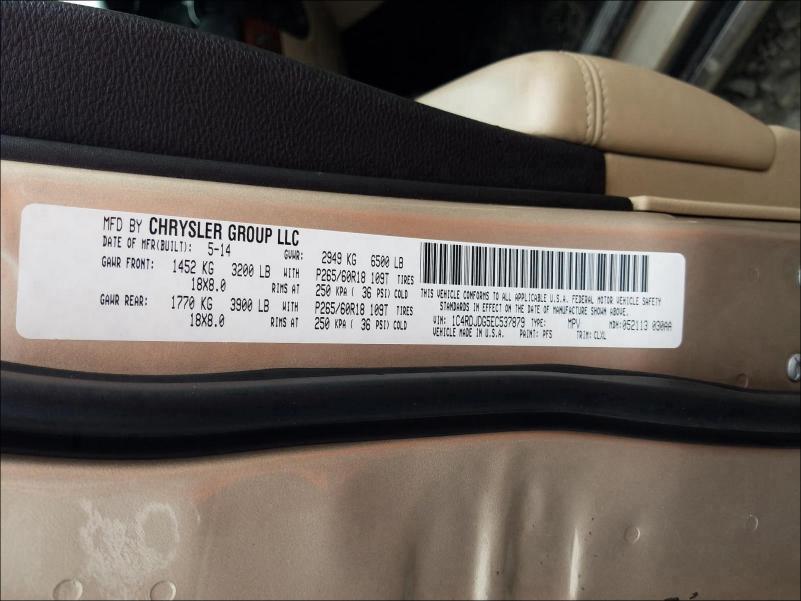 MFD BY CHRYSLER GROUP LLC
DATE OF MFR(BUILT): 5-14 GVWR: 2949 KG 6500 LB
GAWR FRONT: 1452 KG 3200 LB WITH P265/60R18 109T TIRES
18X8.0 RIMS AT 250 KPA ( 36 PSI) COLD
GAWR REAR: 1770 KG 3900 LB WITH P265/60R18 109T TIRES
18X8.0 RIMS AT 250 KPA ( 36 PSI) COLD
THIS VEHICLE CONFORMS TO ALL APPLICABLE U.S.A. FEDERAL MOTOR VEHICLE SAFETY
STANDARDS IN EFFECT ON THE DATE OF MANUFACTURE SHOWN ABOVE.
VIN: 1C4RDJDG5EC537879 TYPE: MPV MDH: 052113 030AA
VEHICLE MADE IN U.S.A. PAINT: PFS TRIM: CLXL